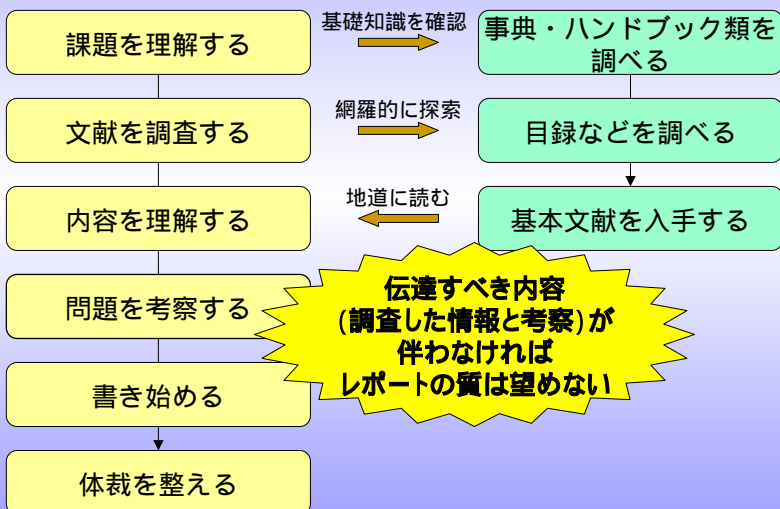 課題を理解する
基礎知識を確認
事典・ハンドブック類を
調べる
文献を調査する
網羅的に探索
目録などを調べる
内容を理解する
地道に読む
基本文献を入手する
問題を考察する
伝達すべき内容
(調査した情報と考察)が
伴わなければ
レポートの質は望めない
書き始める
体裁を整える